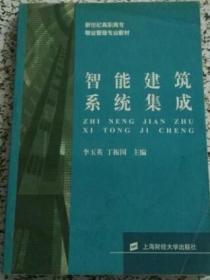 新世纪高职高专
物业管理专业教材
智能建筑
系统集成
ZHI NENG JIAN ZHU
XI TONG JI CHENG
李玉英 丁振国 主编
上海财经大学出版社